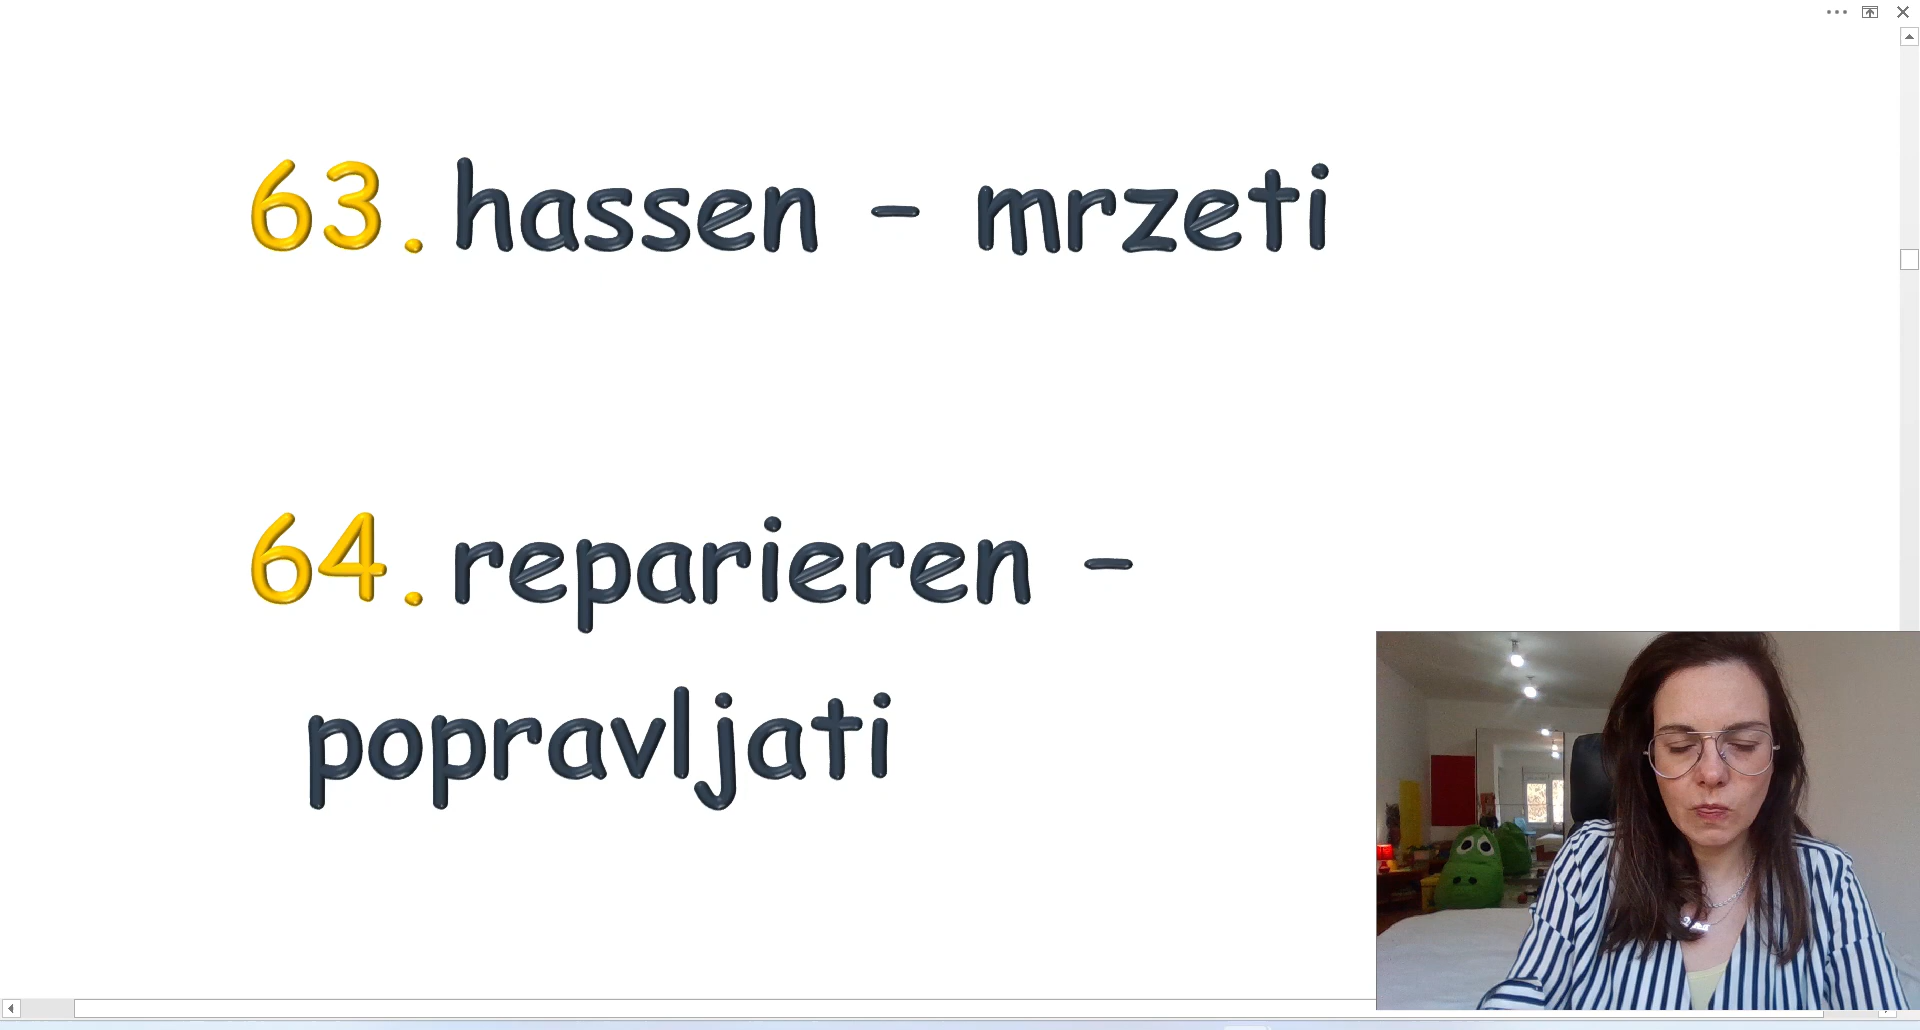 63. hassen - mrzeti
64. reparieren -
popravljati